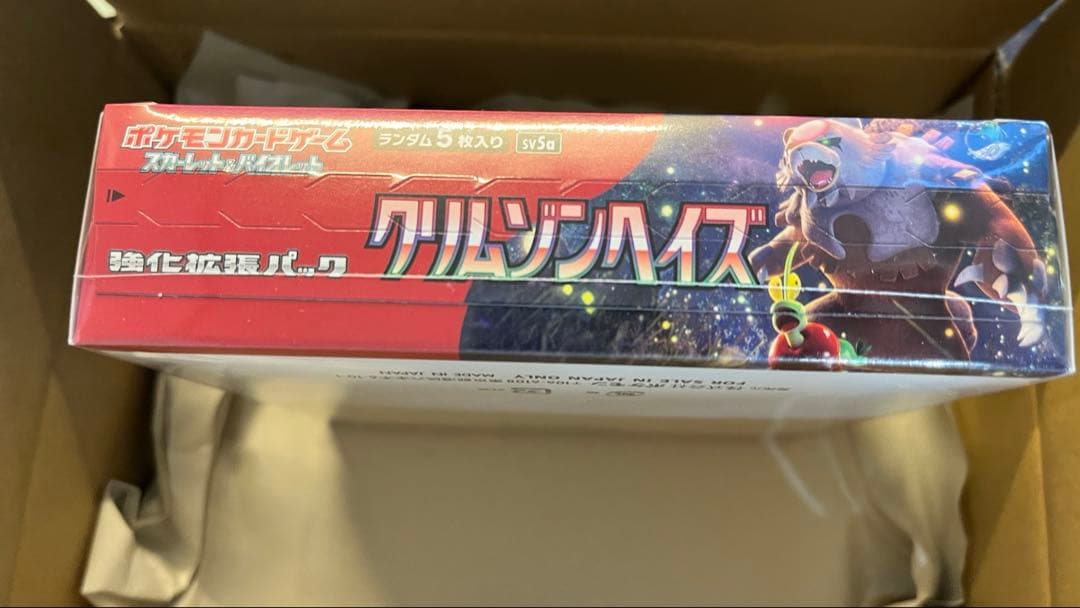 ポケモンカードゲーム
スカーレット&バイオレット
ランダム5枚入り
sv5a
クリムゾンヘイズ
強化拡張パック
FOR SALE IN JAPAN ONLY
MADE IN JAPAN